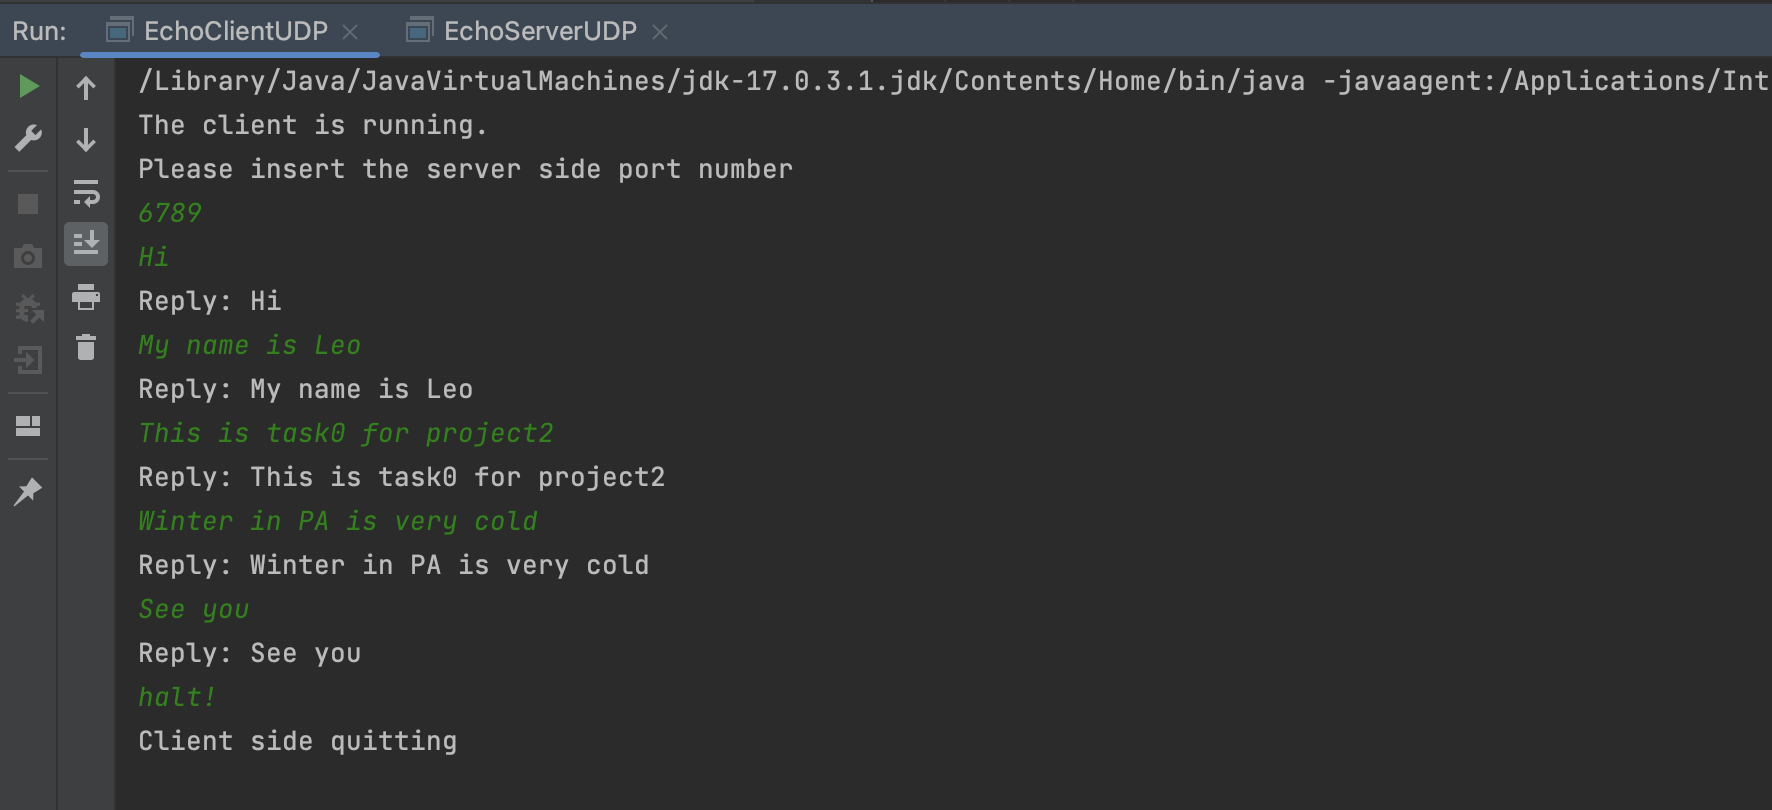 Run: EchoClientUDP EchoServerUDP
/Library/Java/JavaVirtualMachines/jdk-17.0.3.1.jdk/Contents/Home/bin/java -javaagent:/Applications/Int
The client is running.
Please insert the server side port number
6789
Hi
Reply: Hi
My name is Leo
Reply: My name is Leo
This is task0 for project2
Reply: This is task0 for project2
Winter in PA is very cold
Reply: Winter in PA is very cold
See you
Reply: See you
halt!
Client side quitting